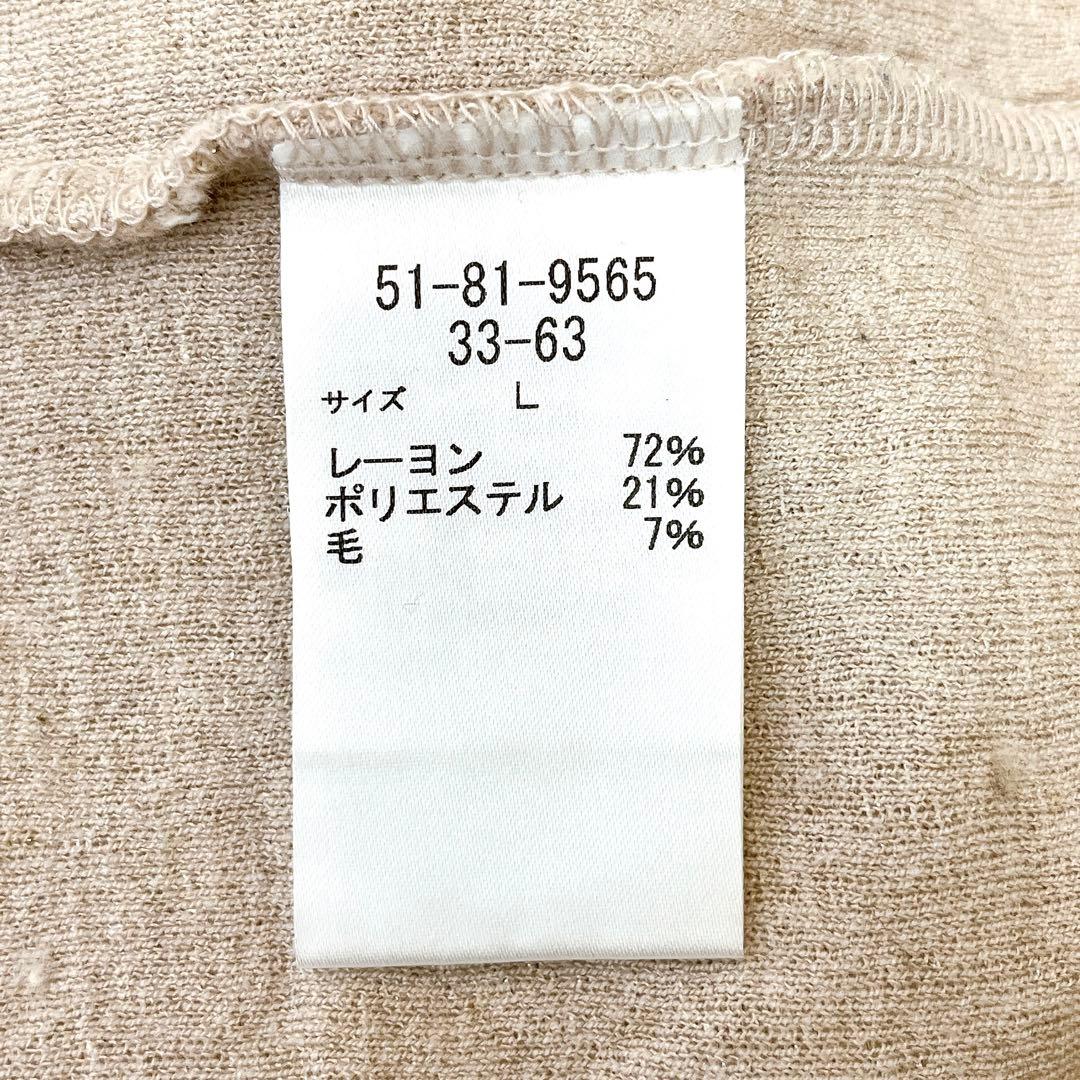 51-81-9565
33-63
サイズ L
レーヨン 72%
ポリエステル 21%
毛 7%